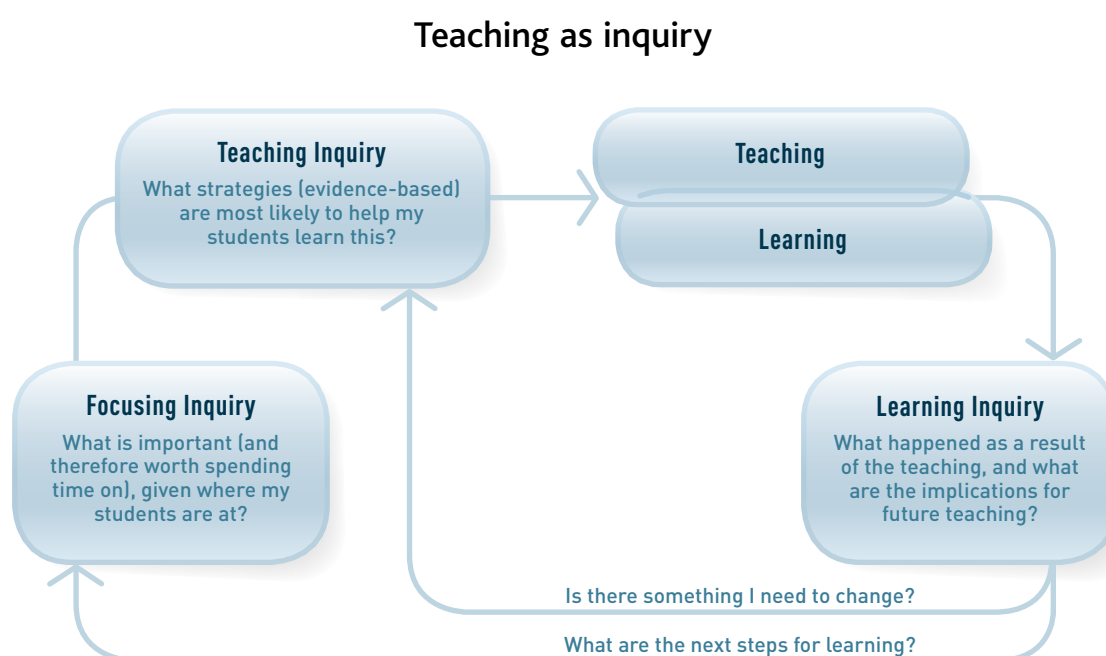 Teaching as inquiry
Teaching Inquiry
What strategies (evidence-based)
are most likely to help my
students learn this?
Teaching
Learning
Focusing Inquiry
What is important (and
therefore worth spending
time on), given where my
students are at?
Learning Inquiry
What happened as a result
of the teaching, and what
are the implications for
future teaching?
Is there something I need to change?
What are the next steps for learning?